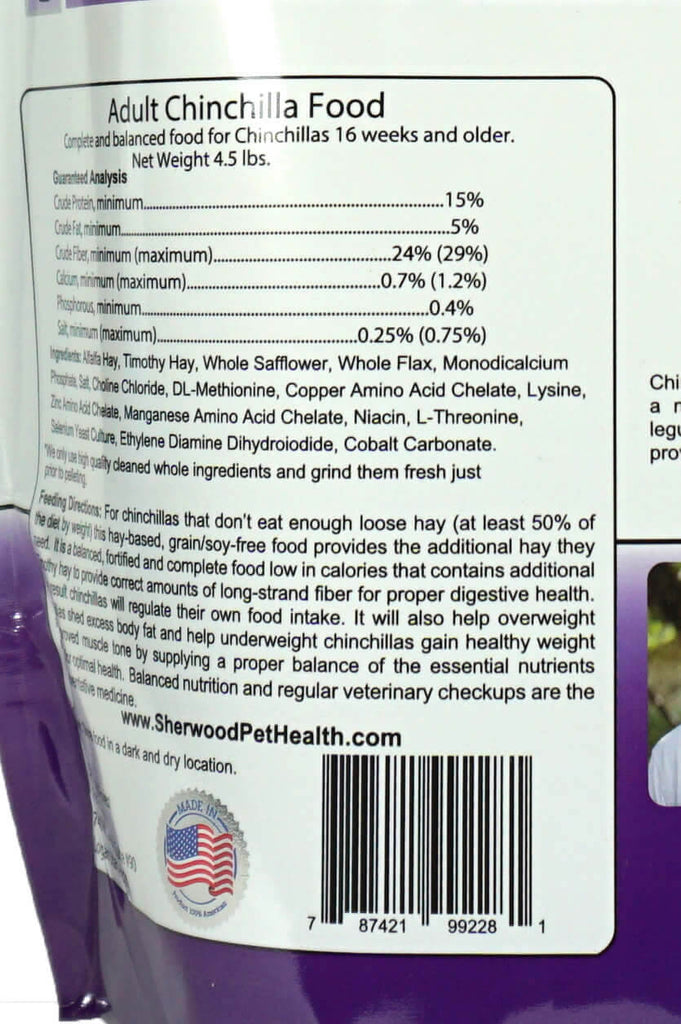 Adult Chinchilla Food
Complete and balanced food for Chinchillas 16 weeks and older.
Net Weight 4.5 lbs.
Guaranteed Analysis
Crude Protein, minimum..........15%
Crude Fat, minimum..........5%
Crude Fiber, minimum (maximum)..........24% (29%)
Calcium, minimum (maximum)..........0.7% (1.2%)
Phosphorous, minimum..........0.4%
Salt, minimum (maximum)..........0.25% (0.75%)
Ingredients: Alfalfa Hay, Timothy Hay, Whole Safflower, Whole Flax, Monodicalcium
Phosphate, Salt, Choline Chloride, DL-Methionine, Copper Amino Acid Chelate, Lysine,
Zinc Amino Acid Chelate, Manganese Amino Acid Chelate, Niacin, L-Threonine,
Selenium Yeast Culture, Ethylene Diamine Dihydroiodide, Cobalt Carbonate.
*We only use high quality cleaned whole ingredients and grind them fresh just
prior to pelleting.
Feeding Directions: For chinchillas that don't eat enough loose hay (at least 50% of
the diet by weight) this hay-based, grain/soy-free food provides the additional hay they
need. It is a balanced, fortified and complete food low in calories that contains additional
hay to provide correct amounts of long-strand fiber for proper digestive health.
chinchillas will regulate their own food intake. It will also help overweight
shed excess body fat and help underweight chinchillas gain healthy weight
muscle tone by supplying a proper balance of the essential nutrients
optimal health. Balanced nutrition and regular veterinary checkups are the
medicine.
www.SherwoodPetHealth.com
food in a dark and dry location.
MADE IN
7 87421 99228 1
Chi
a
legu
pro